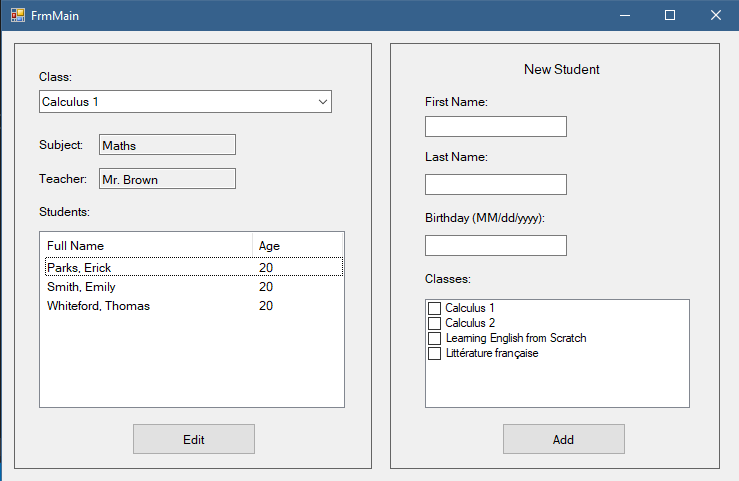 FrmMain
Class:
Calculus 1
Subject: Maths
Teacher: Mr. Brown
Students:
Full Name Age
Parks, Erick 20
Smith, Emily 20
Whiteford, Thomas 20
Edit
New Student
First Name:
Last Name:
Birthday (MM/dd/yyyy):
Classes:
Calculus 1
Calculus 2
Learning English from Scratch
Littérature française
Add